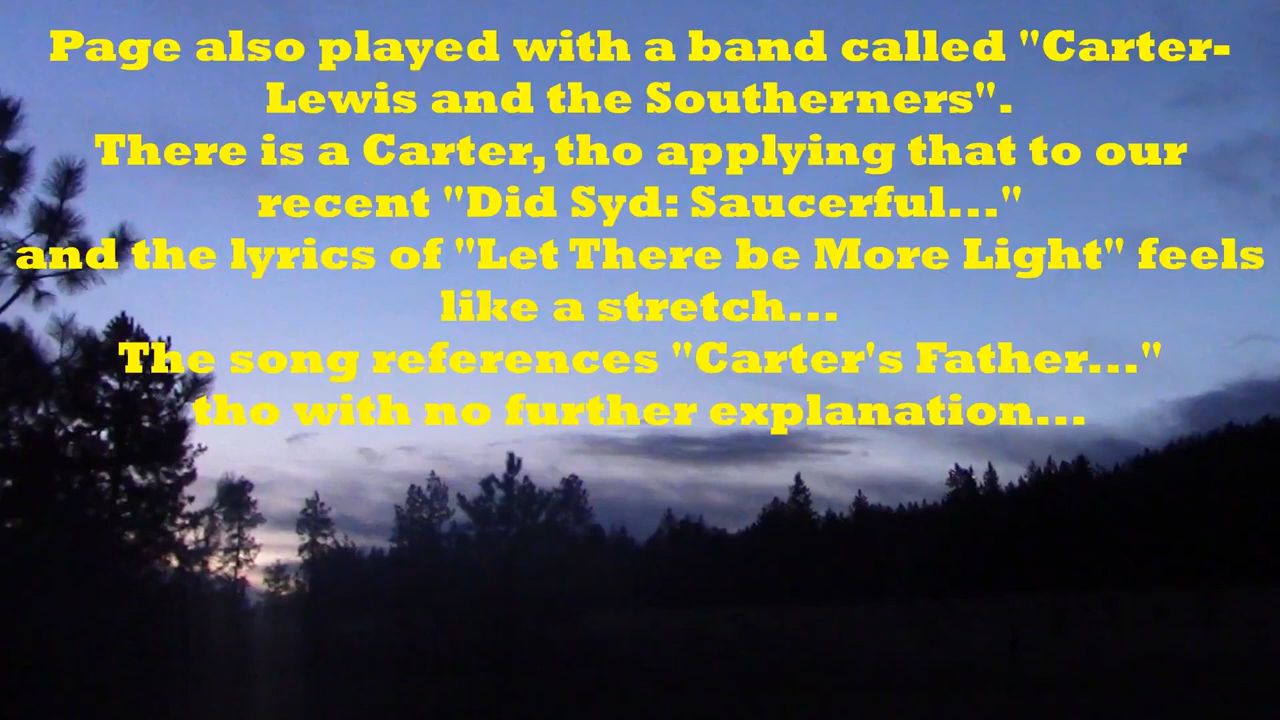 Page also played with a band called "Carter-
Lewis and the Southerners".
There is a Carter, tho applying that to our
recent "Did Syd: Saucerful..."
and the lyrics of "Let There be More Light" feels
like a stretch...
The song references "Carter's Father..."
tho with no further explanation...